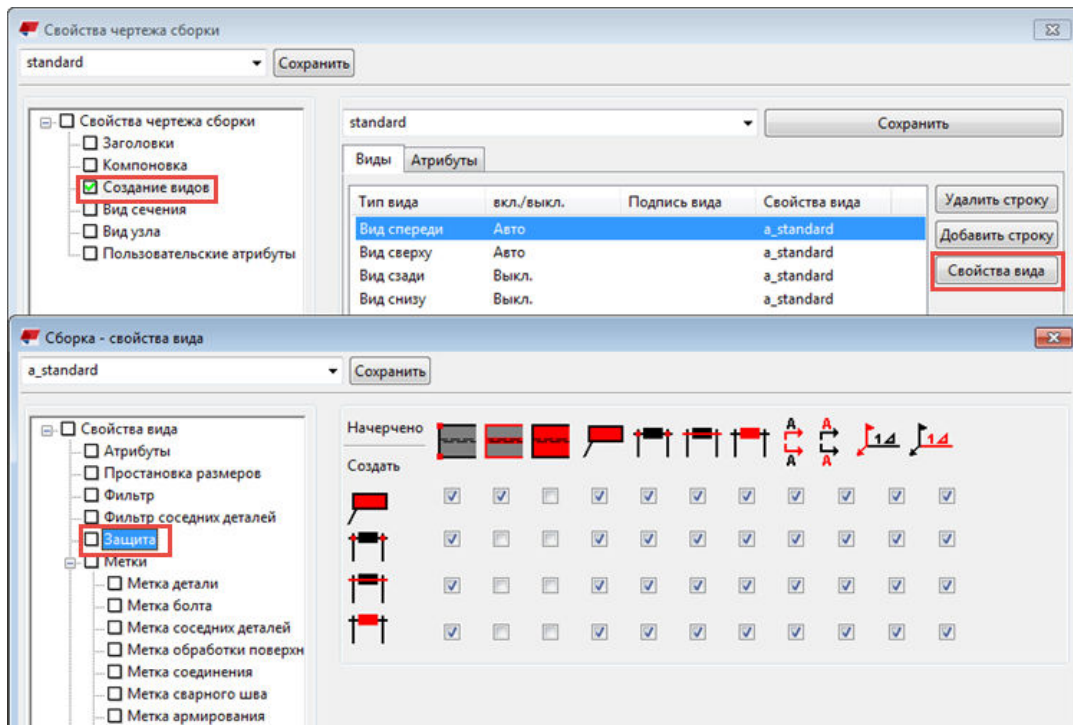 Свойства чертежа сборки
standard
Сохранить
Свойства чертежа сборки
Заголовки
Компоновка
Создание видов
Вид сечения
Вид узла
Пользовательские атрибуты
standard
Сохранить
Виды Атрибуты
Тип вида вкл./выкл. Подпись вида Свойства вида
Вид спереди Авто a_standard
Вид сверху Авто a_standard
Вид сзади Выкл. a_standard
Вид снизу Выкл. a_standard
Удалить строку
Добавить строку
Свойства вида
Сборка - свойства вида
a_standard
Сохранить
Свойства вида
Атрибуты
Простановка размеров
Фильтр
Фильтр соседних деталей
Защита
Метки
Метка детали
Метка болта
Метка соседних деталей
Метка обработки поверхн
Метка соединения
Метка сварного шва
Метка армирования
Начерчено
A A
A A
1 1
Создать